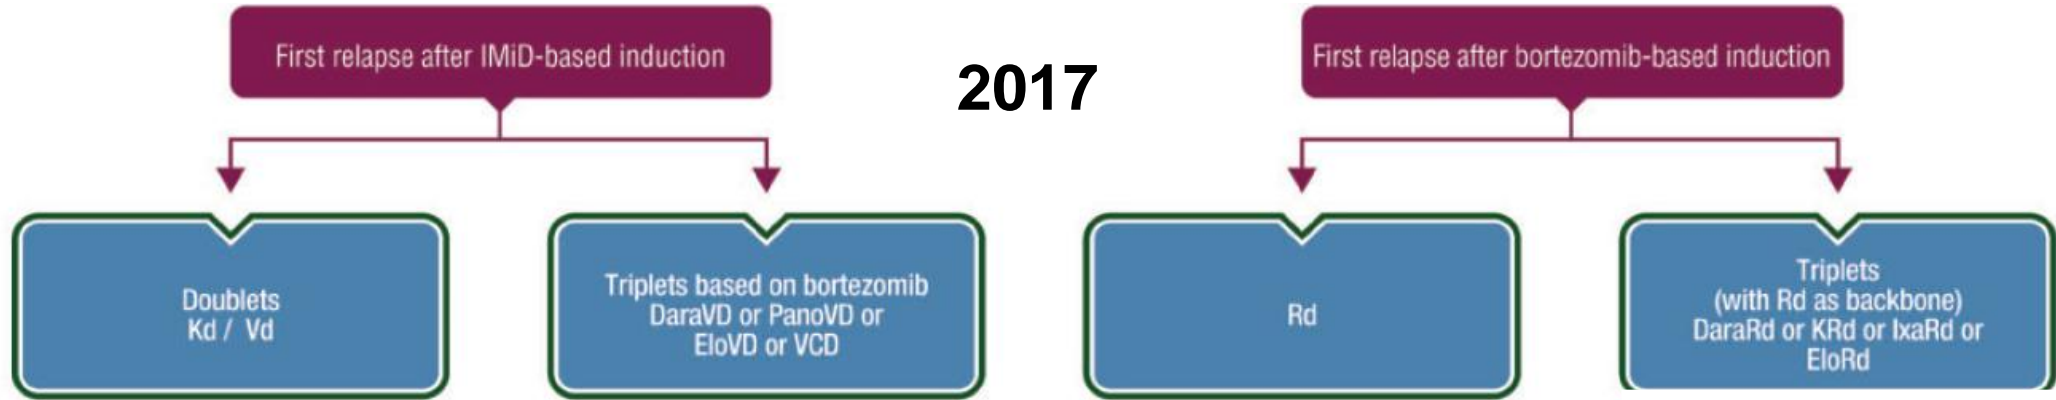 First relapse after IMiD-based induction
2017
First relapse after bortezomib-based induction
Doublets
Kd / Vd
Triplets based on bortezomib
DaraVD or PanoVD or
EloVD or VCD
Rd
Triplets
(with Rd as backbone)
DaraRd or KRd or IxaRd or
EloRd